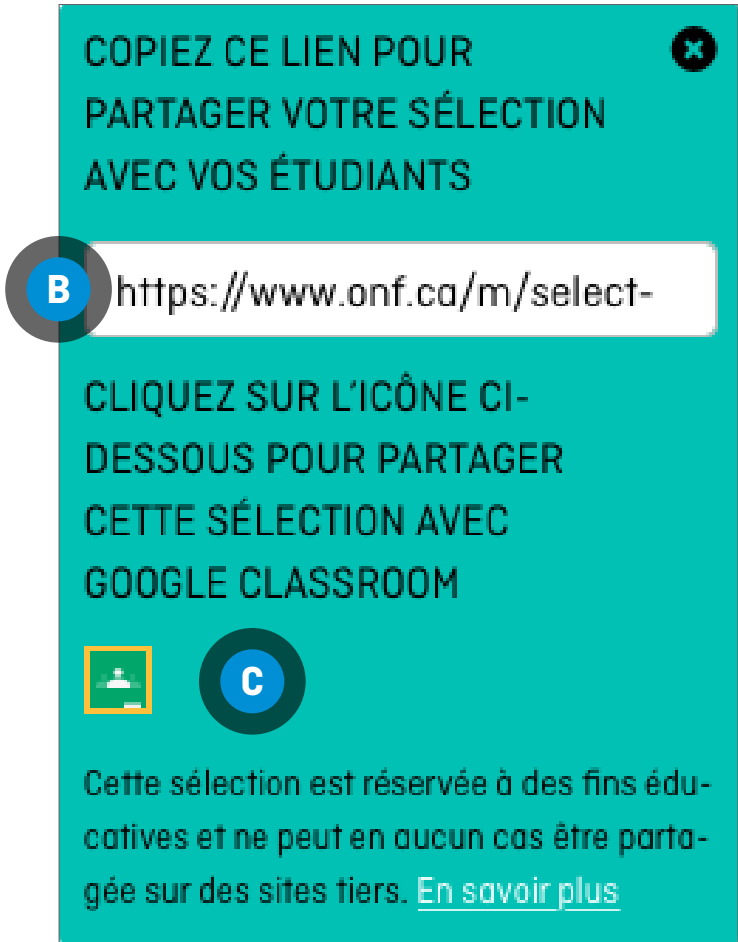 COPIEZ CE LIEN POUR
PARTAGER VOTRE SÉLECTION
AVEC VOS ÉTUDIANTS
B
https://www.onf.ca/m/select-
CLIQUEZ SUR L'ICÔNE CI-
DESSOUS POUR PARTAGER
CETTE SÉLECTION AVEC
GOOGLE CLASSROOM
C
Cette sélection est réservée à des fins édu-
catives et ne peut en aucun cas être parta-
gée sur des sites tiers. En savoir plus